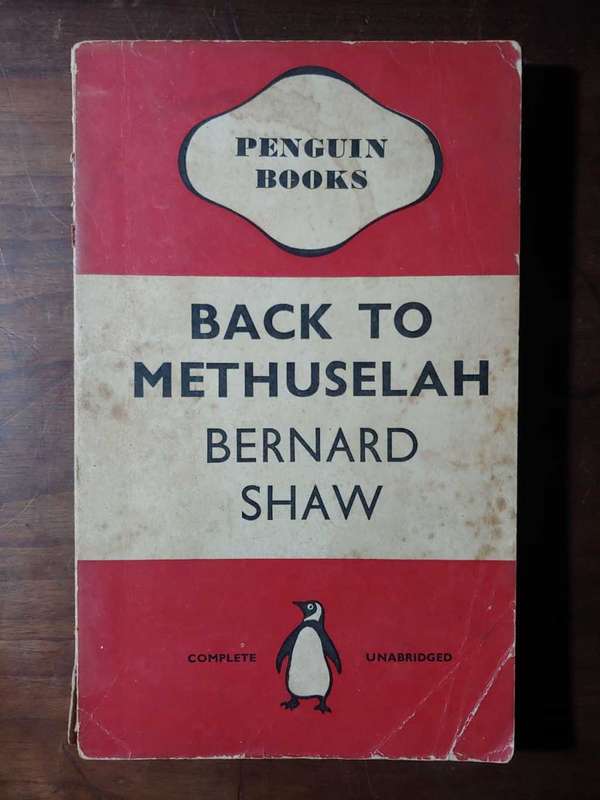 PENGUIN
BOOKS
BACK TO
METHUSELAH
BERNARD
SHAW
COMPLETE UNABRIDGED